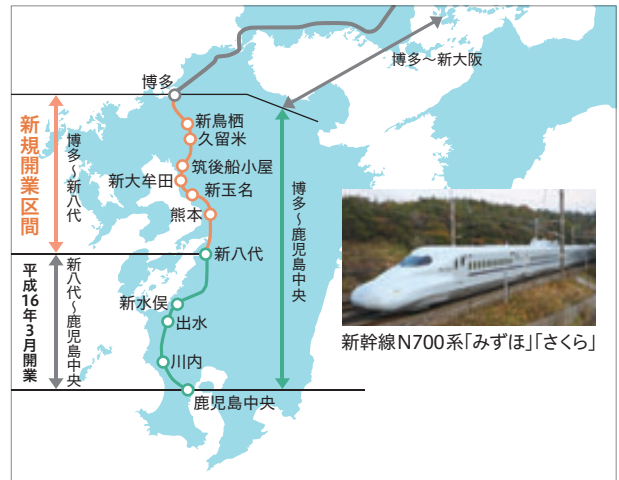 博多～新大阪
博多
新鳥栖
久留米
筑後船小屋
新大牟田
新玉名
熊本
新八代
新水俣
出水
川内
鹿児島中央
新規開業区間
博多～新八代
平成16年3月開業
新八代～鹿児島中央
博多～鹿児島中央
新幹線N700系「みずほ」「さくら」